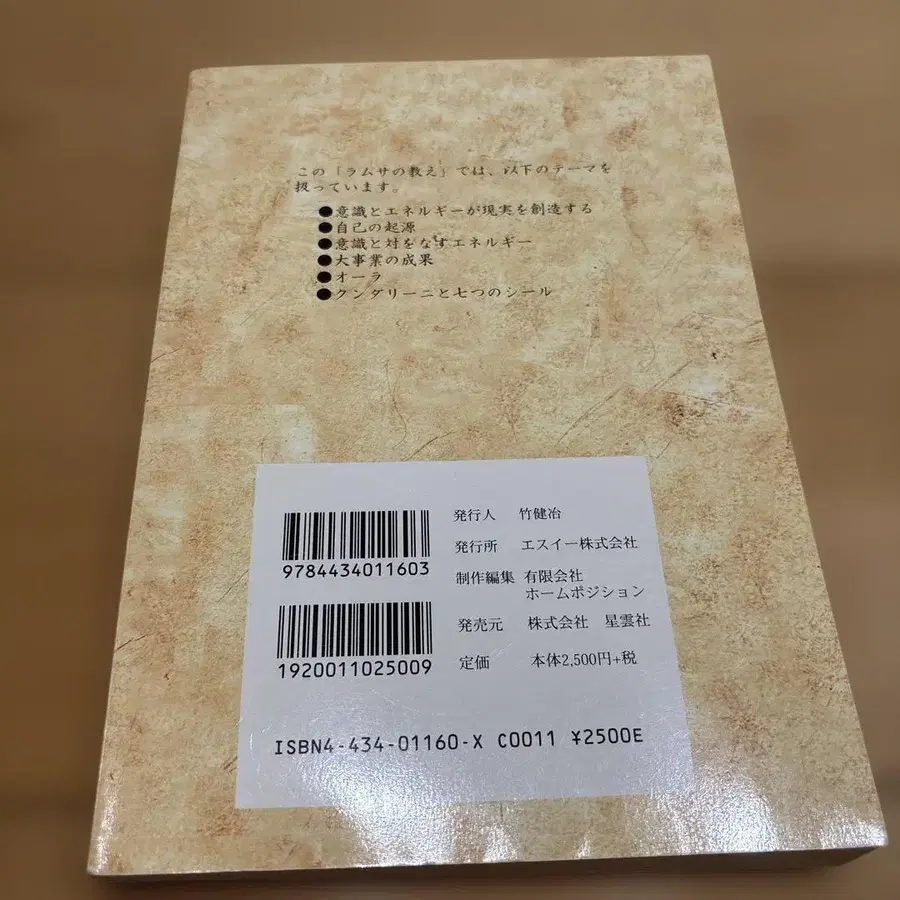 この「ラムサの教え」では、以下のテーマを
扱っています。
●意識とエネルギーが現実を創造する
●自己の起源
●意識と対をなすエネルギー
●大事業の成果
●オーラ
●クンダリーニと七つのシール
9784434011603
1920011025009
発行人 竹健冶
発行所 エスイー株式会社
制作編集 有限会社
ホームポジション
発売元 株式会社 星雲社
定価 本体2,500円+税
ISBN4-434-01160-X C0011 ¥2500E